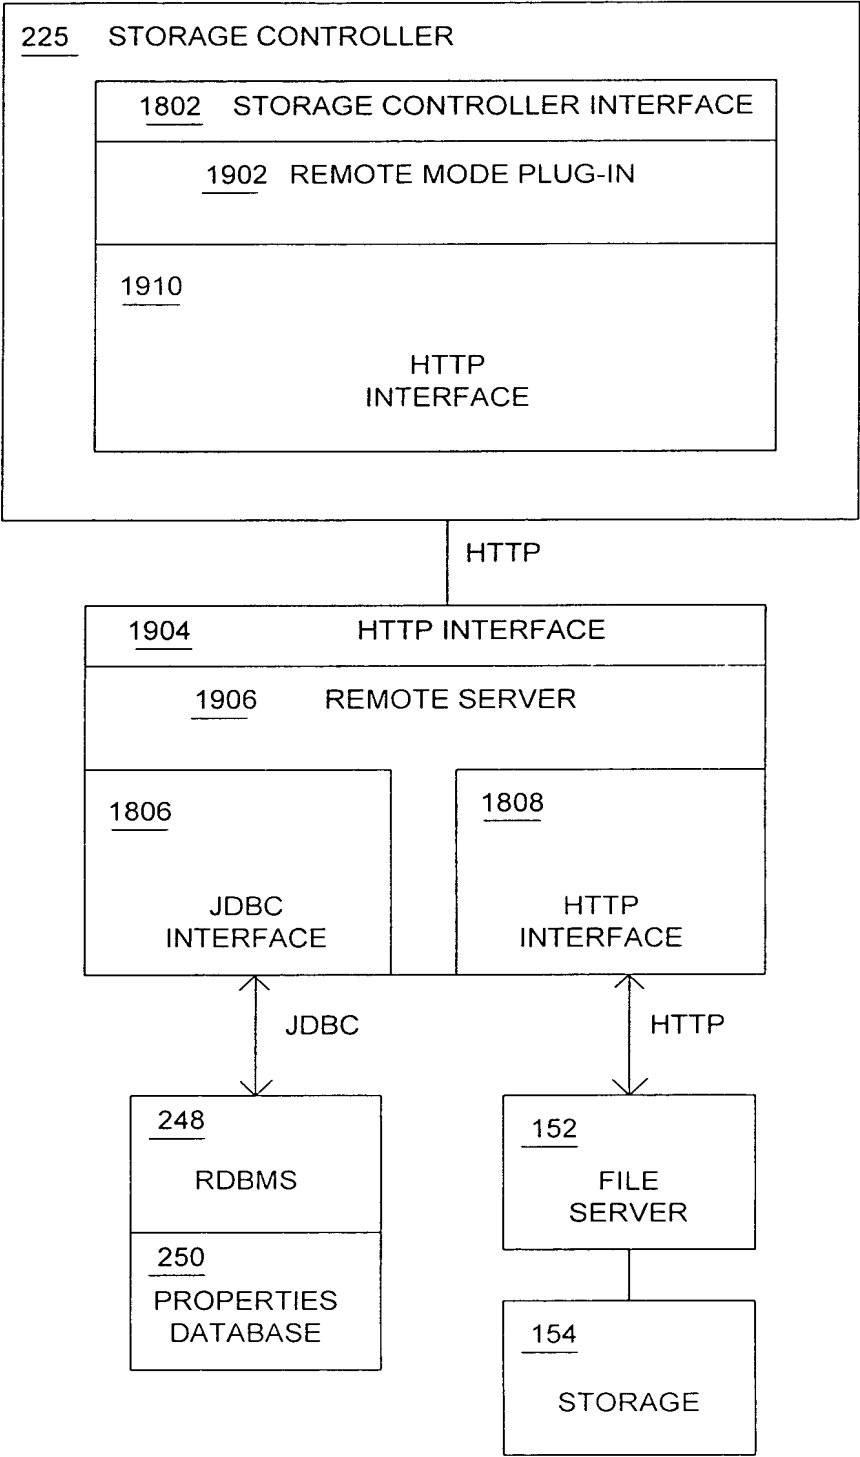 225 STORAGE CONTROLLER
1802 STORAGE CONTROLLER INTERFACE
1902 REMOTE MODE PLUG-IN
1910
HTTP
INTERFACE
HTTP
1904 HTTP INTERFACE
1906 REMOTE SERVER
1806
JDBC
INTERFACE
1808
HTTP
INTERFACE
JDBC
HTTP
248
RDBMS
250
PROPERTIES
DATABASE
152
FILE
SERVER
154
STORAGE